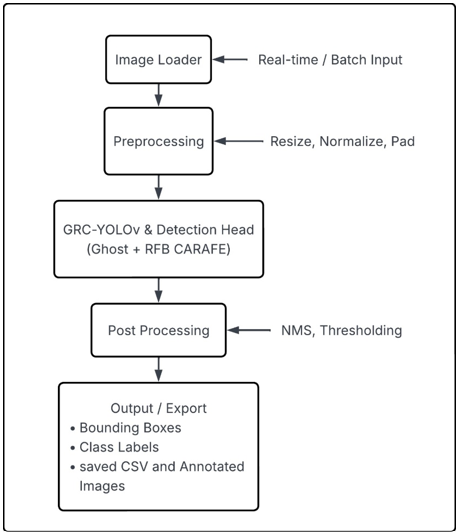 Image Loader
Real-time / Batch Input
Preprocessing
Resize, Normalize, Pad
GRC-YOLOv & Detection Head
(Ghost + RFB CARAFE)
Post Processing
NMS, Thresholding
Output / Export
• Bounding Boxes
• Class Labels
• saved CSV and Annotated
Images